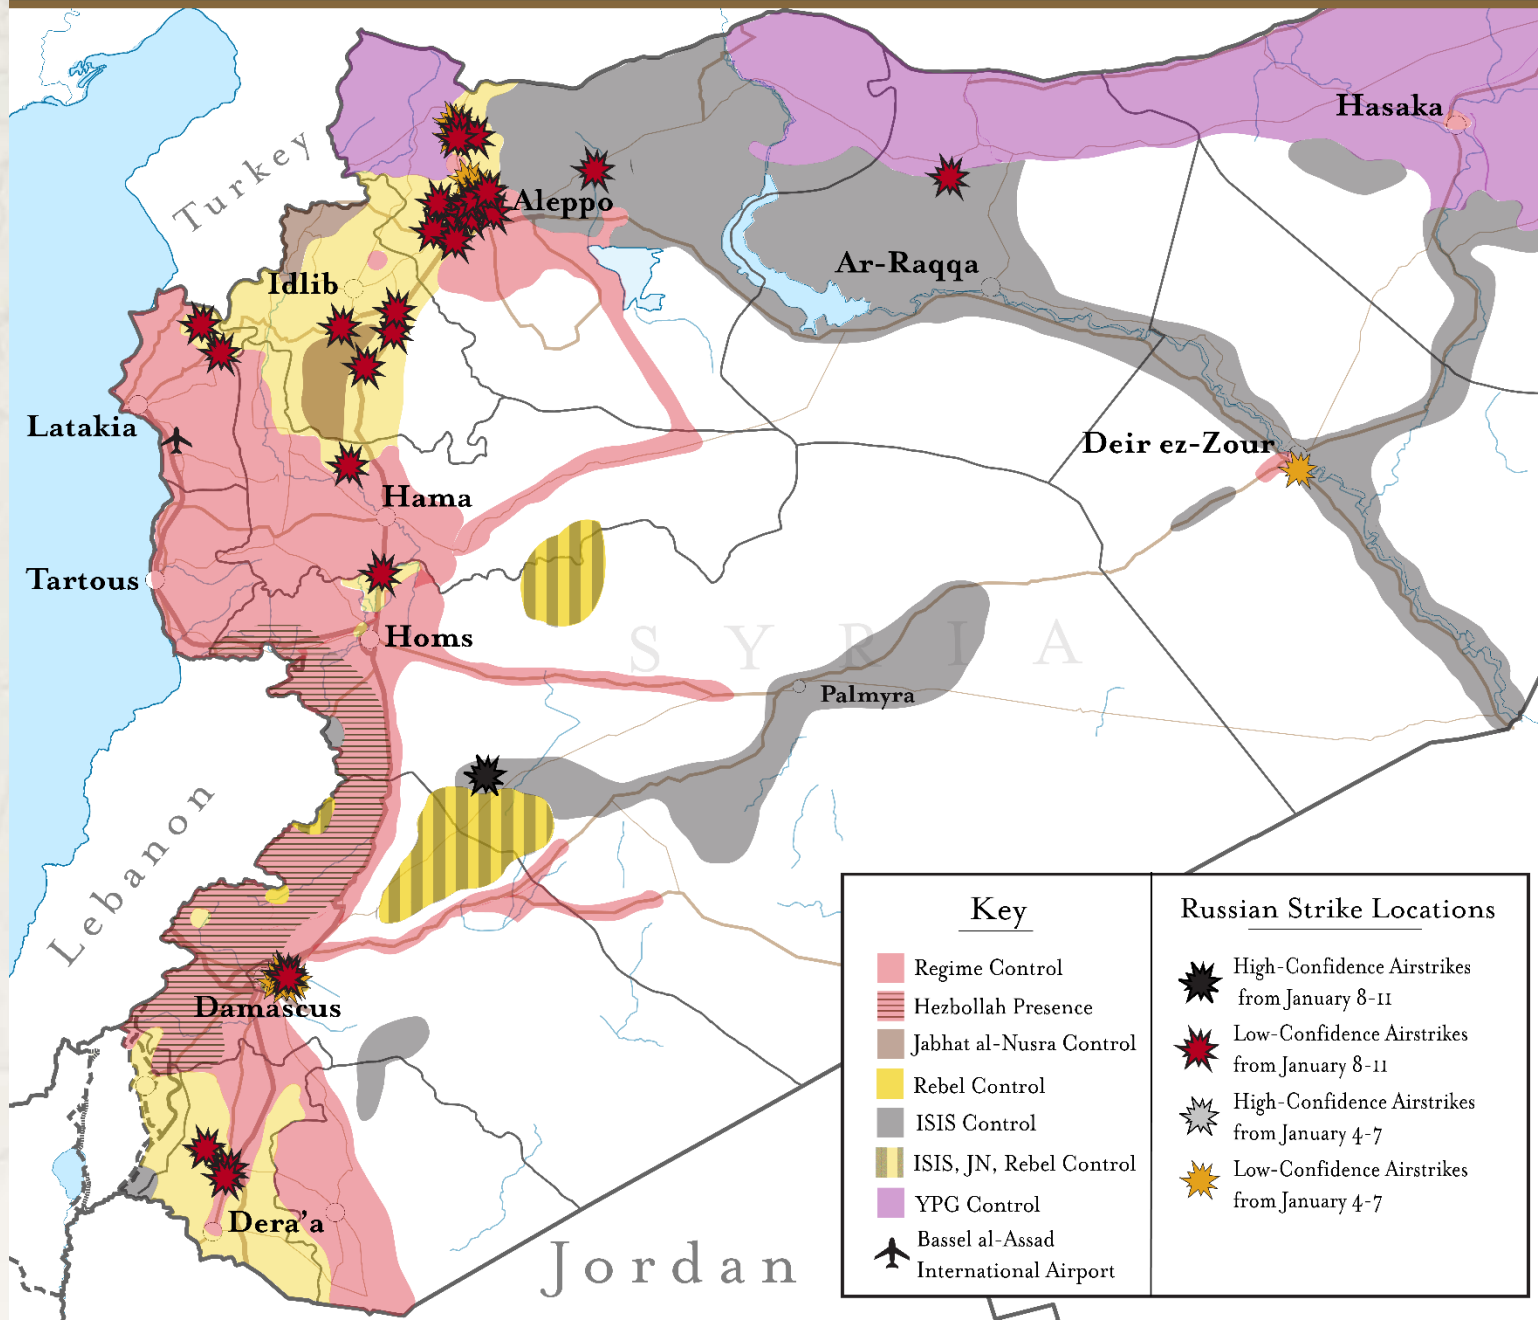 Turkey
Hasaka
Aleppo
Ar-Raqqa
Idlib
Latakia
Deir ez-Zour
Hama
Tartous
Homs
SYRIA
Palmyra
Lebanon
Damascus
Dera'a
Jordan
Key
Regime Control
Hezbollah Presence
Jabhat al-Nusra Control
Rebel Control
ISIS Control
ISIS, JN, Rebel Control
YPG Control
Bassel al-Assad
International Airport
Russian Strike Locations
High-Confidence Airstrikes
from January 8-11
Low-Confidence Airstrikes
from January 8-11
High-Confidence Airstrikes
from January 4-7
Low-Confidence Airstrikes
from January 4-7